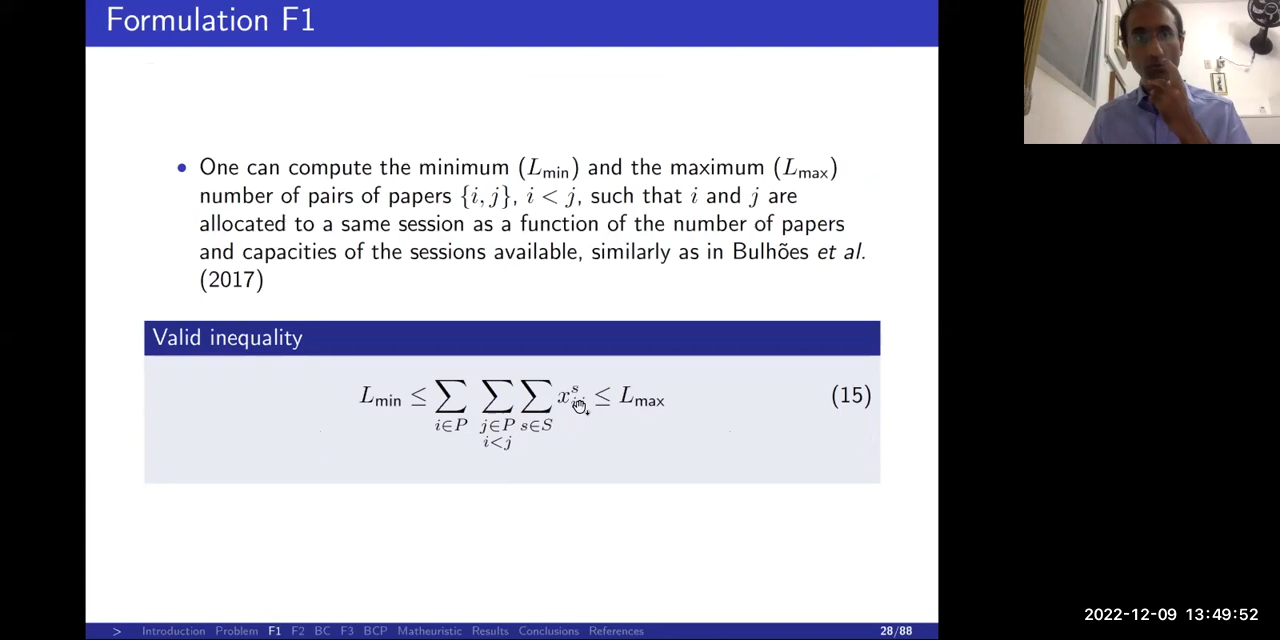 Formulation F1
• One can compute the minimum (L_min) and the maximum (L_max)
number of pairs of papers {i, j}, i < j, such that i and j are
allocated to a same session as a function of the number of papers
and capacities of the sessions available, similarly as in Bulhões et al.
(2017)
Valid inequality
L_min ≤ ∑_{i∈P} ∑_{j∈P, i<j} ∑_{s∈S} x^s ≤ L_max (15)
> Introduction Problem F1 F2 BC F3 BCP Matheuristic Results Conclusions References 28/88
2022-12-09 13:49:52